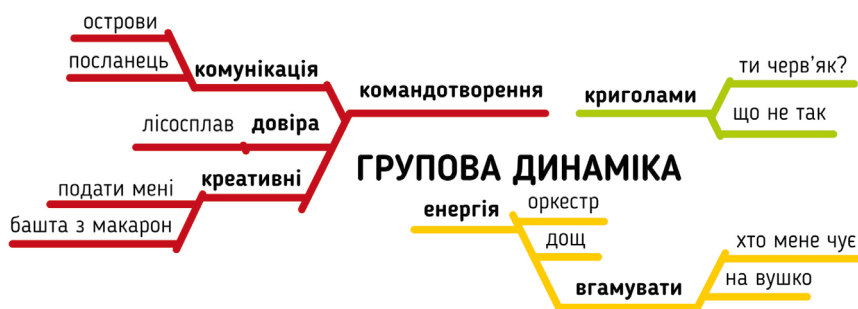 острови
посланець
комунікація
лісосплав
довіра
подати мені
башта з макарон
креативні
командотворення
криголами
ти черв’як?
що не так
ГРУПОВА ДИНАМІКА
енергія
оркестр
дощ
вгамувати
хто мене чує
на вушко